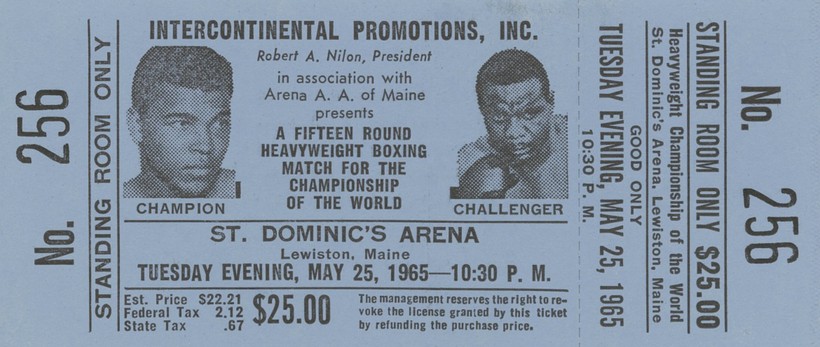 No. 256
STANDING ROOM ONLY
INTERCONTINENTAL PROMOTIONS, INC.
Robert A. Nilon, President
in association with
Arena A. A. of Maine
presents
A FIFTEEN ROUND
HEAVYWEIGHT BOXING
MATCH FOR THE
CHAMPIONSHIP
OF THE WORLD
CHAMPION
CHALLENGER
ST. DOMINIC'S ARENA
Lewiston, Maine
TUESDAY EVENING, MAY 25, 1965—10:30 P. M.
Est. Price $22.21
Federal Tax 2.12
State Tax .67
$25.00
The management reserves the right to re-
voke the license granted by this ticket
by refunding the purchase price.
No. 256
STANDING ROOM ONLY $25.00
Heavyweight Championship of the World
St. Dominic's Arena, Lewiston, Maine
GOOD ONLY
TUESDAY EVENING, MAY 25, 1965
10:30 P. M.